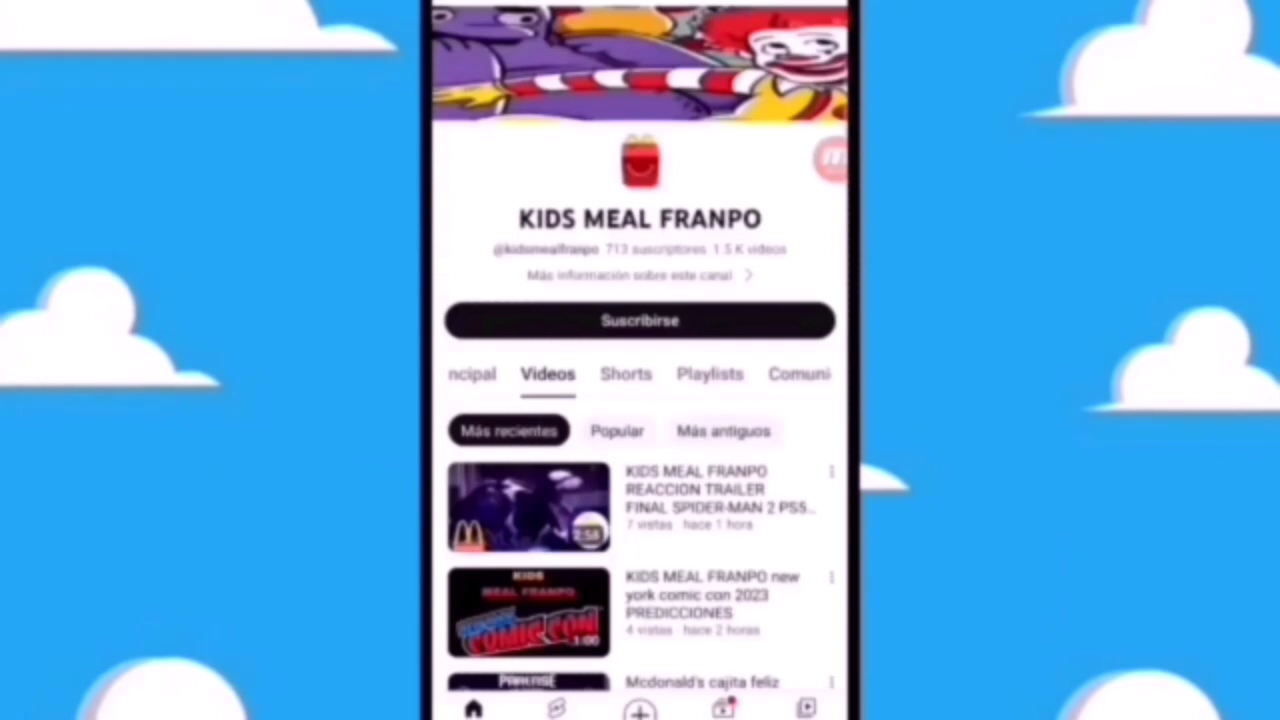 KIDS MEAL FRANPO
@kidsmealfranpo 713 suscriptores 1.5 K videos
Más información sobre este canal
Suscribirse
ncipal Videos Shorts Playlists Comuni
Más recientes Popular Más antiguos
KIDS MEAL FRANPO
REACCION TRAILER
FINAL SPIDER-MAN 2 PS5...
7 vistas · hace 1 hora
2:58
KIDS
MEAL FRANPO
COMIC CON
1:00
KIDS MEAL FRANPO new
york comic con 2023
PREDICCIONES
4 vistas · hace 2 horas
Mcdonald's cajita feliz